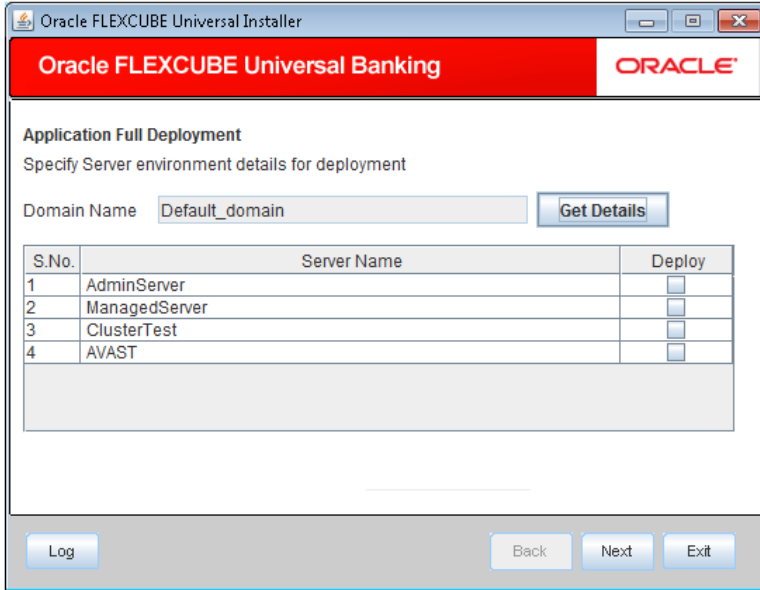 Oracle FLEXCUBE Universal Installer
Oracle FLEXCUBE Universal Banking ORACLE
Application Full Deployment
Specify Server environment details for deployment
Domain Name Default_domain Get Details
S.No. Server Name Deploy
1 AdminServer
2 ManagedServer
3 ClusterTest
4 AVAST
Log Back Next Exit